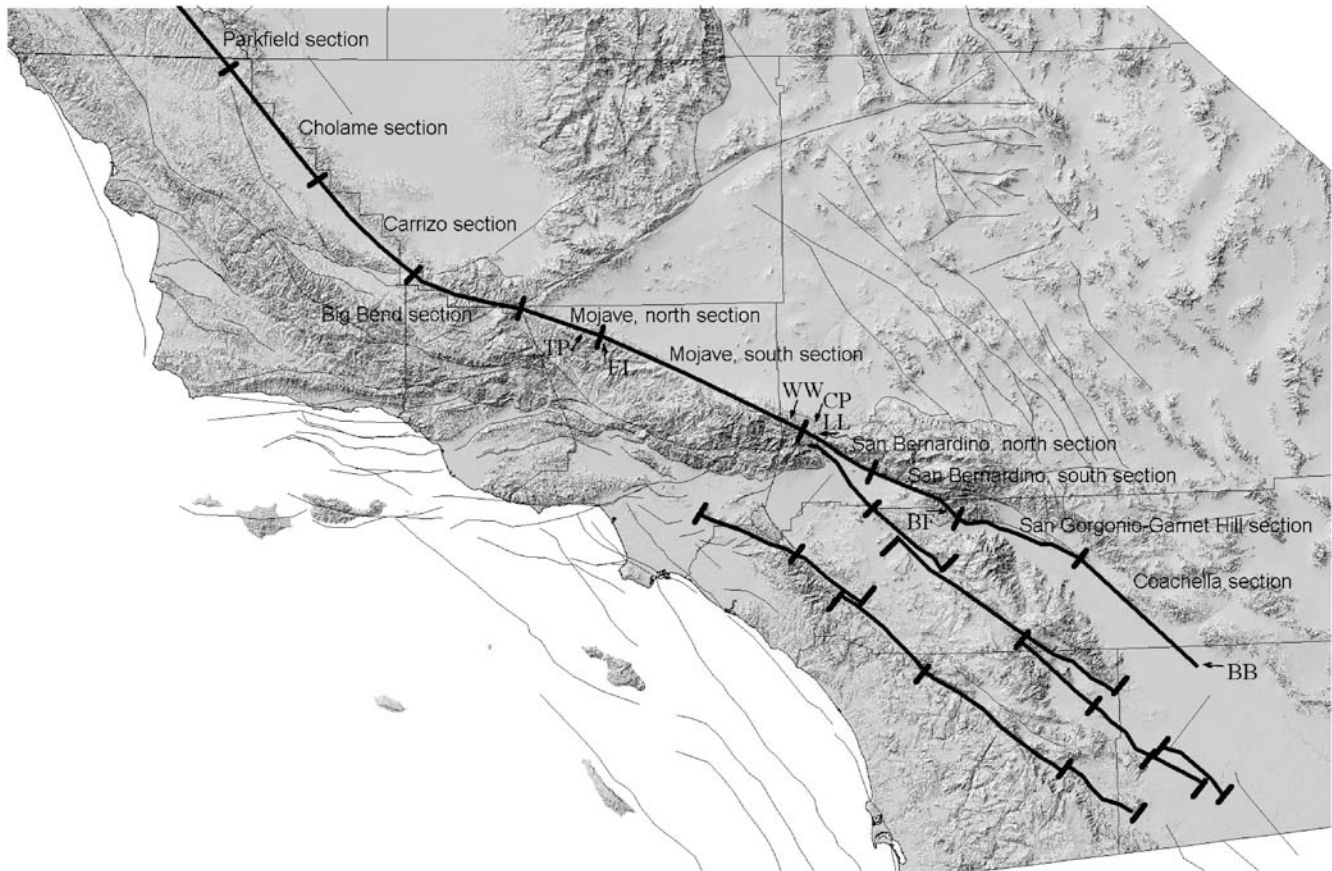 Parkfield section
Cholame section
Carrizo section
Big Bend section
Mojave, north section
TP
Mojave, south section
WW
CP
LL
San Bernardino, north section
San Bernardino, south section
BF
San Gorgonio-Garnet Hill section
Coachella section
BB